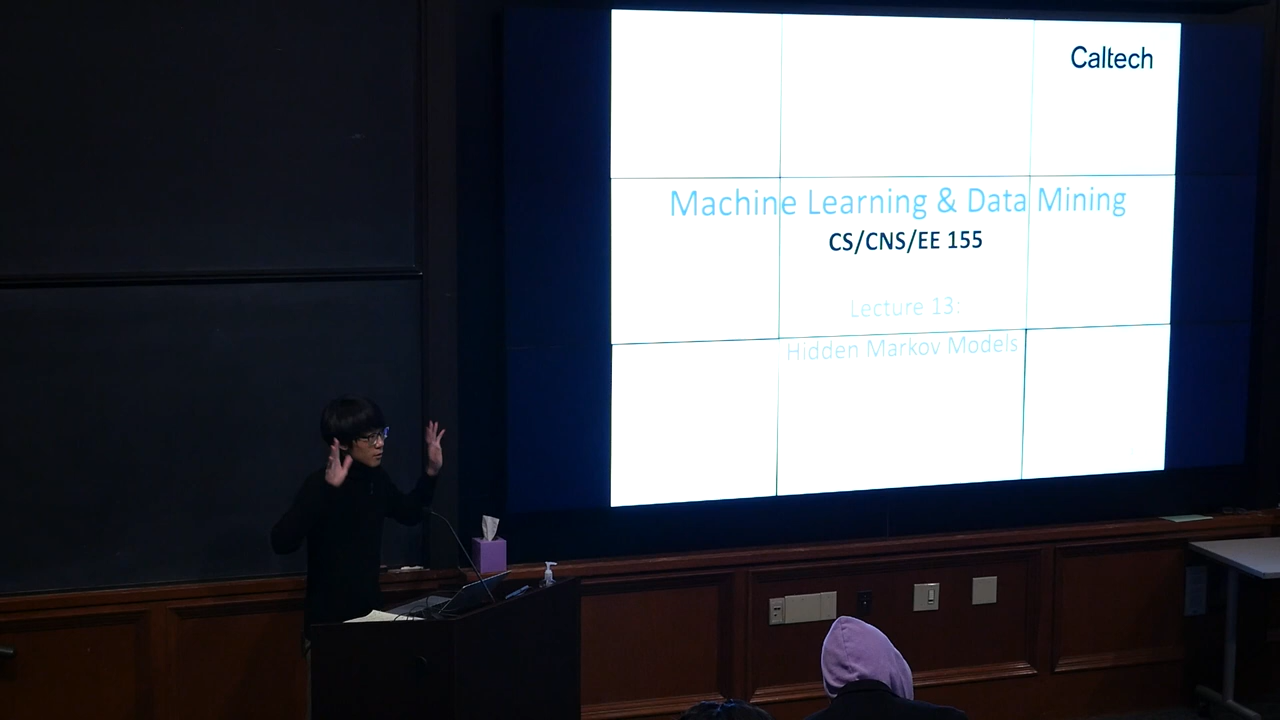 Caltech
Machine Learning & Data Mining
CS/CNS/EE 155
Lecture 13:
Hidden Markov Models